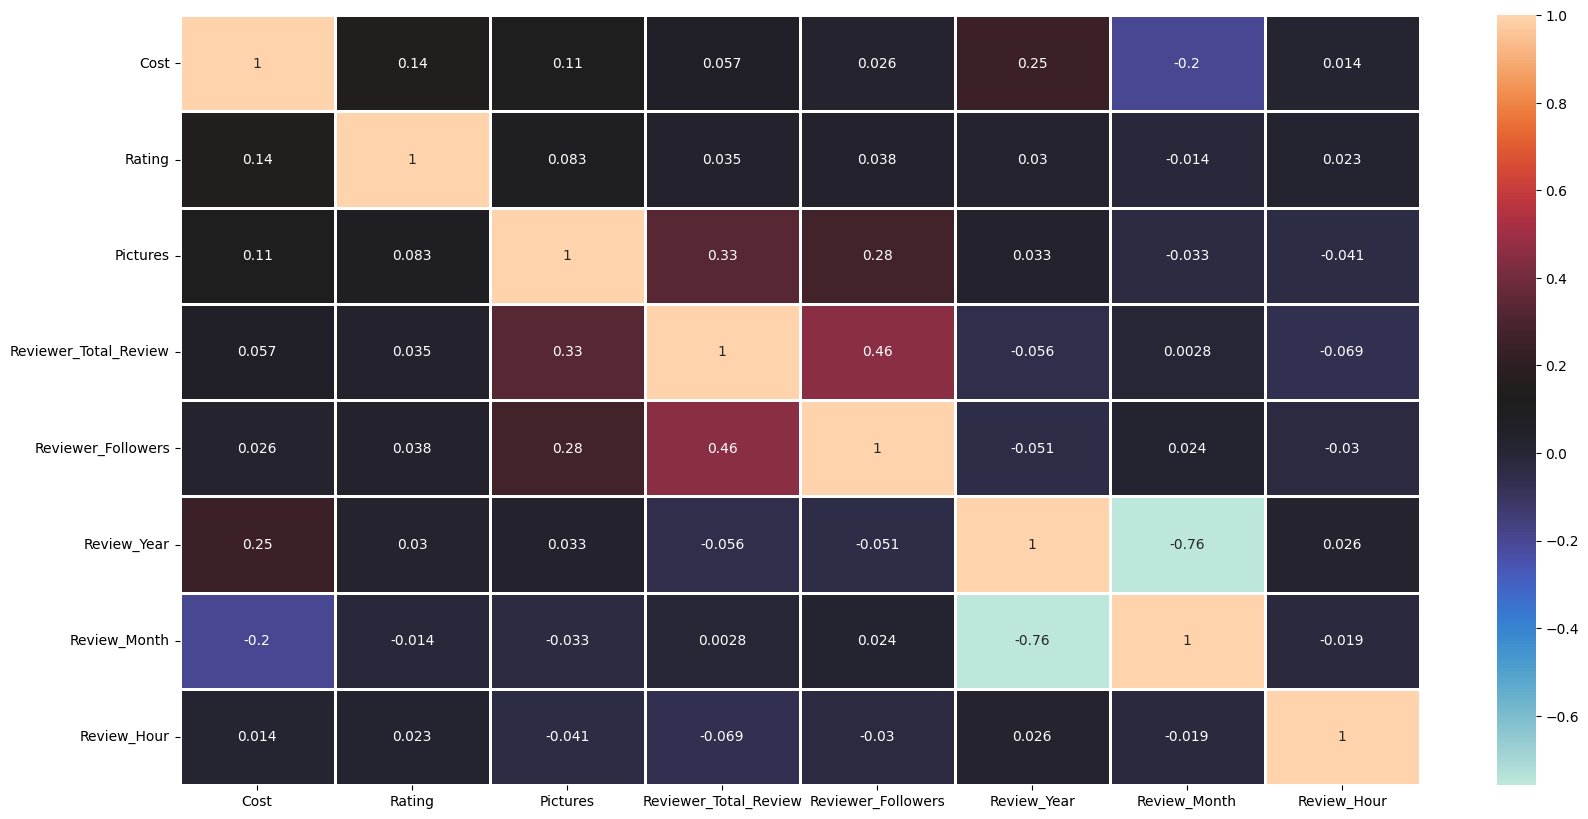 Cost 1 0.14 0.11 0.057 0.026 0.25 -0.2 0.014
Rating 0.14 1 0.083 0.035 0.038 0.03 -0.014 0.023
Pictures 0.11 0.083 1 0.33 0.28 0.033 -0.033 -0.041
Reviewer_Total_Review 0.057 0.035 0.33 1 0.46 -0.056 0.0028 -0.069
Reviewer_Followers 0.026 0.038 0.28 0.46 1 -0.051 0.024 -0.03
Review_Year 0.25 0.03 0.033 -0.056 -0.051 1 -0.76 0.026
Review_Month -0.2 -0.014 -0.033 0.0028 0.024 -0.76 1 -0.019
Review_Hour 0.014 0.023 -0.041 -0.069 -0.03 0.026 -0.019 1
Cost Rating Pictures Reviewer_Total_Review Reviewer_Followers Review_Year Review_Month Review_Hour
1.0
0.8
0.6
0.4
0.2
0.0
−0.2
−0.4
−0.6